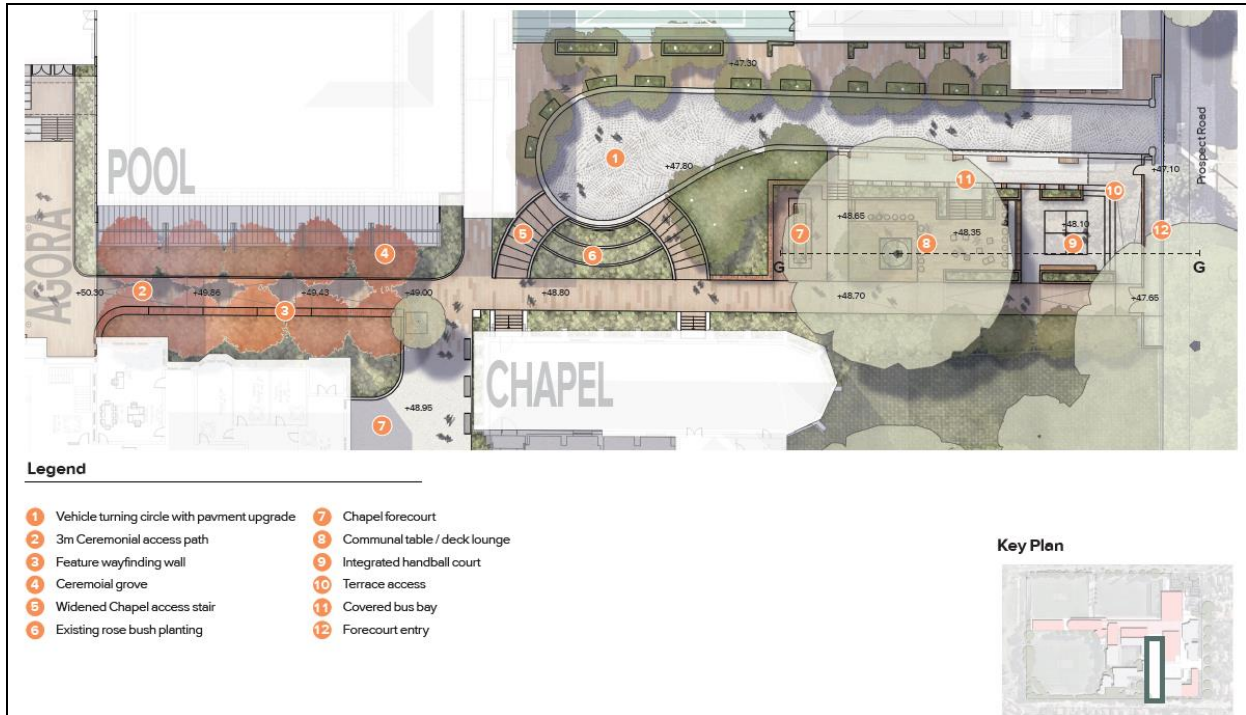 +47.30
Prospect Road
POOL
1
+47.80
+47.10
11
10
AGORA
4
5
6
7
+48.65
8
+48.35
+48.10
9
12
G
G
+50.30
2
+49.86
+49.43
3
+49.00
+48.80
+48.70
+47.65
CHAPEL
+48.95
7
Legend
1 Vehicle turning circle with pavment upgrade
2 3m Ceremonial access path
3 Feature wayfinding wall
4 Ceremoial grove
5 Widened Chapel access stair
6 Existing rose bush planting
7 Chapel forecourt
8 Communal table / deck lounge
9 Integrated handball court
10 Terrace access
11 Covered bus bay
12 Forecourt entry
Key Plan